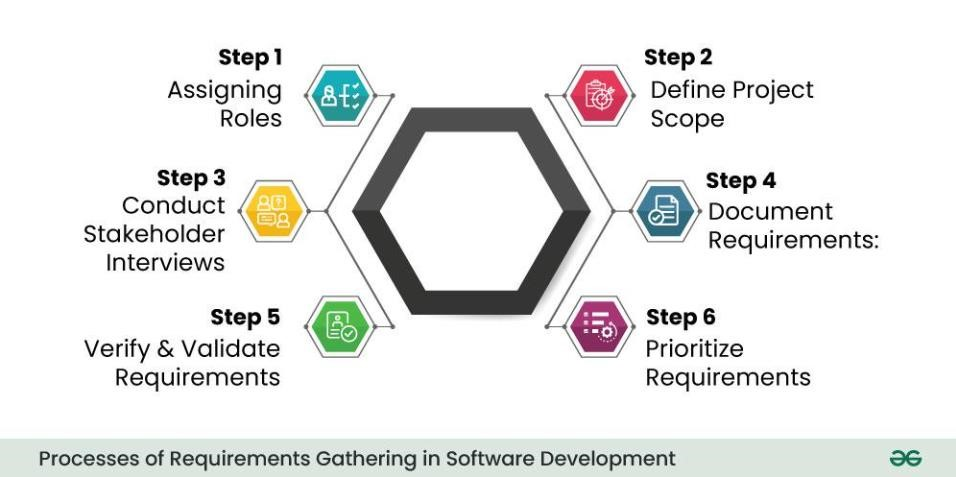 Step 1
Assigning
Roles
Step 2
Define Project
Scope
Step 3
Conduct
Stakeholder
Interviews
Step 4
Document
Requirements:
Step 5
Verify & Validate
Requirements
Step 6
Prioritize
Requirements
Processes of Requirements Gathering in Software Development